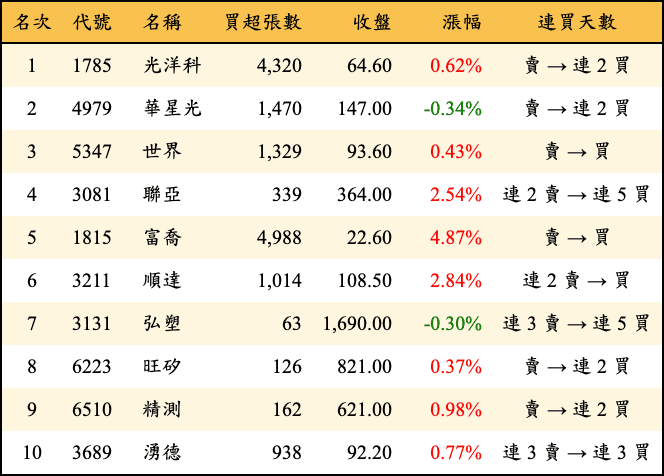 名次 代號 名稱 買超張數 收盤 漲幅 連買天數
1 1785 光洋科 4,320 64.60 0.62% 賣 → 連 2 買
2 4979 華星光 1,470 147.00 -0.34% 賣 → 連 2 買
3 5347 世界 1,329 93.60 0.43% 賣 → 買
4 3081 聯亞 339 364.00 2.54% 連 2 賣 → 連 5 買
5 1815 富喬 4,988 22.60 4.87% 賣 → 買
6 3211 順達 1,014 108.50 2.84% 連 2 賣 → 買
7 3131 弘塑 63 1,690.00 -0.30% 連 3 賣 → 連 5 買
8 6223 旺矽 126 821.00 0.37% 賣 → 連 2 買
9 6510 精測 162 621.00 0.98% 賣 → 連 2 買
10 3689 湧德 938 92.20 0.77% 連 3 賣 → 連 3 買